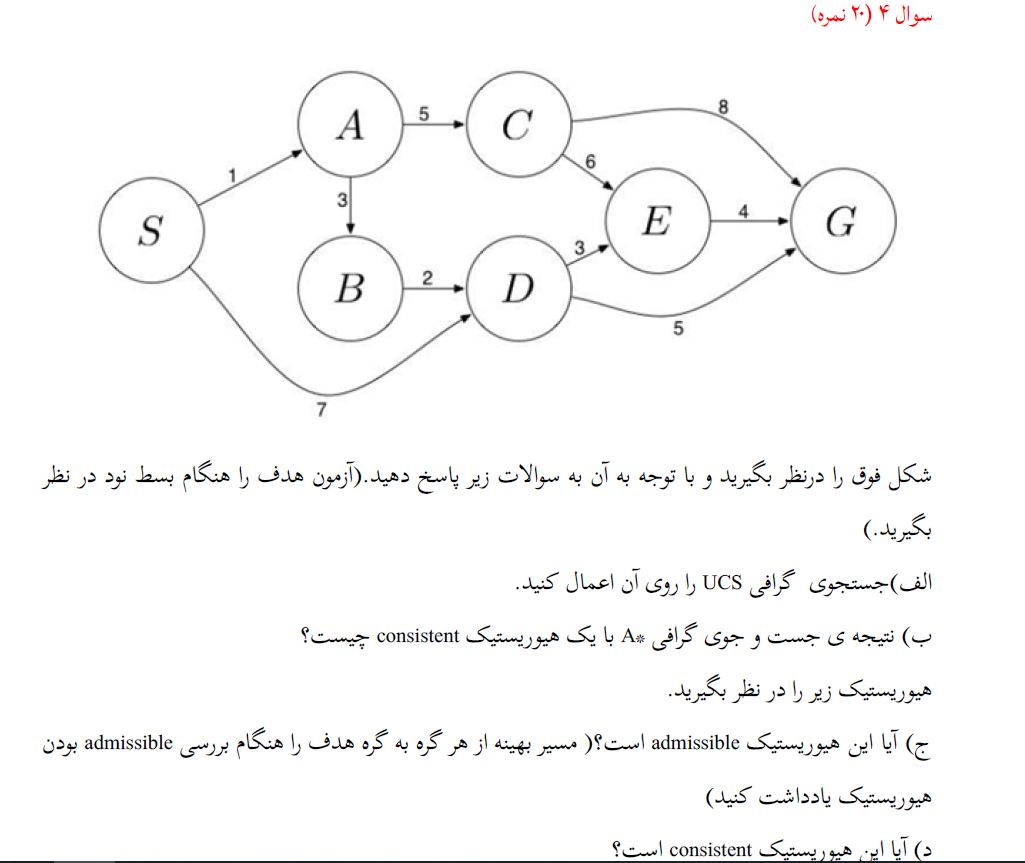 سوال ۴ (۲۰ نمره)
A
5
C
8
1
6
S
3
E
4
G
3
B
2
D
5
7
شکل فوق را درنظر بگیرید و با توجه به آن به سوالات زیر پاسخ دهید.(آزمون هدف را هنگام بسط نود در نظر
بگیرید.)
الف)جستجوی گرافی UCS را روی آن اعمال کنید.
ب) نتیجه ی جست و جوی گرافی A* با یک هیوریستیک consistent چیست؟
هیوریستیک زیر را در نظر بگیرید.
ج) آیا این هیوریستیک admissible است؟( مسیر بهینه از هر گره به گره هدف را هنگام بررسی admissible بودن
هیوریستیک یادداشت کنید)
د) آیا این هیوریستیک consistent است؟